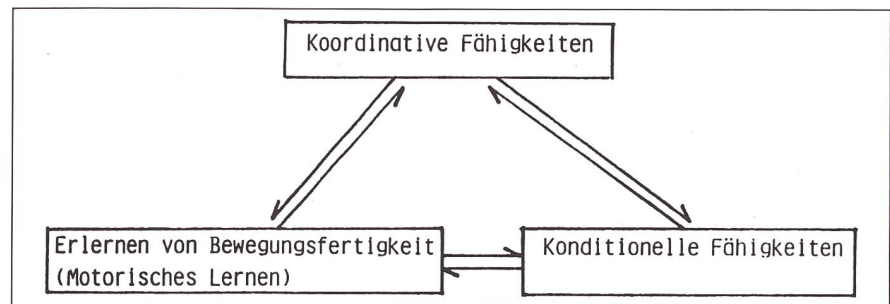 Koordinative Fähigkeiten
Erlernen von Bewegungsfertigkeit
(Motorisches Lernen)
Konditionelle Fähigkeiten